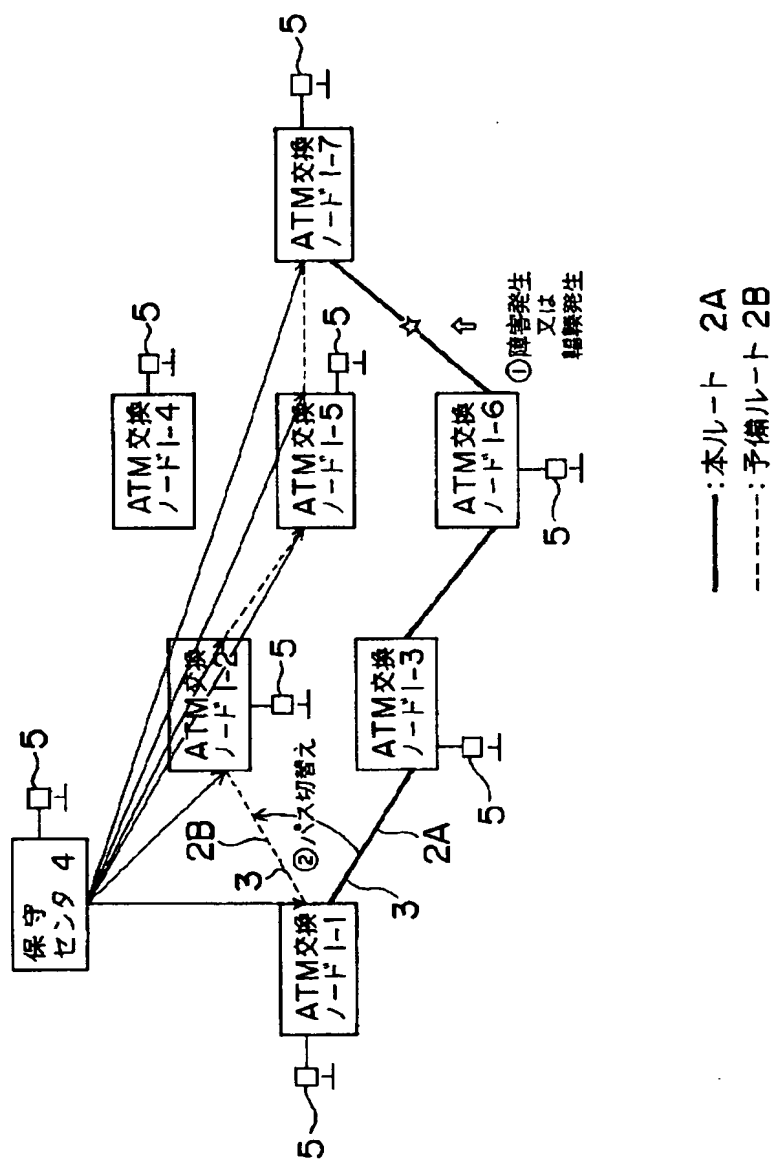 保守
センタ 4
5
ATM交換
ノード1-1
5
ATM交換
ノード1-2
5
ATM交換
ノード1-3
5
ATM交換
ノード1-4
5
ATM交換
ノード1-5
5
ATM交換
ノード1-6
5
ATM交換
ノード1-7
5
2B
3
②パス切替え
2A
3
①障害発生
又は
輻輳発生
:本ルート 2A
:予備ルート 2B